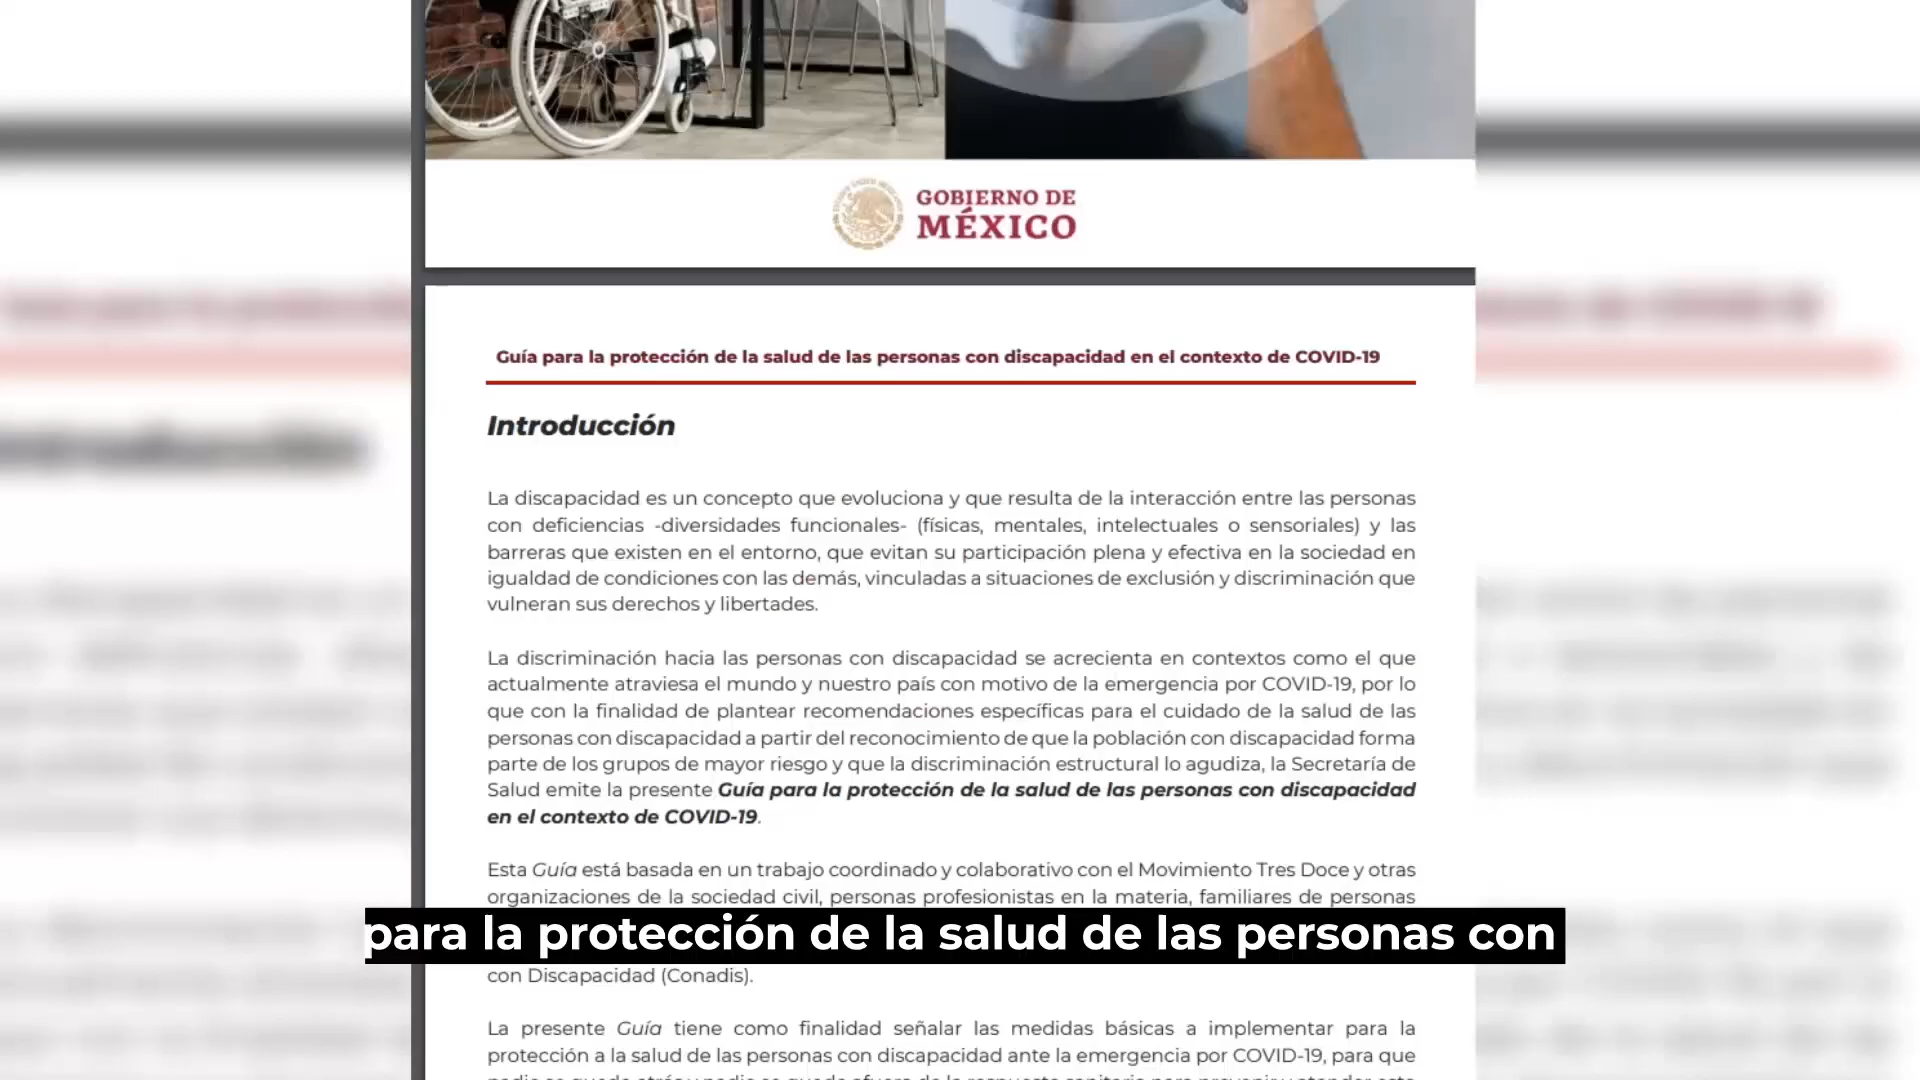 GOBIERNO DE
MÉXICO
Guía para la protección de la salud de las personas con discapacidad en el contexto de COVID-19
Introducción
La discapacidad es un concepto que evoluciona y que resulta de la interacción entre las personas
con deficiencias -diversidades funcionales- (físicas, mentales, intelectuales o sensoriales) y las
barreras que existen en el entorno, que evitan su participación plena y efectiva en la sociedad en
igualdad de condiciones con las demás, vinculadas a situaciones de exclusión y discriminación que
vulneran sus derechos y libertades.
La discriminación hacia las personas con discapacidad se acrecienta en contextos como el que
actualmente atraviesa el mundo y nuestro país con motivo de la emergencia por COVID-19, por lo
que con la finalidad de plantear recomendaciones específicas para el cuidado de la salud de las
personas con discapacidad a partir del reconocimiento de que la población con discapacidad forma
parte de los grupos de mayor riesgo y que la discriminación estructural lo agudiza, la Secretaría de
Salud emite la presente Guía para la protección de la salud de las personas con discapacidad
en el contexto de COVID-19.
Esta Guía está basada en un trabajo coordinado y colaborativo con el Movimiento Tres Doce y otras
organizaciones de la sociedad civil, personas profesionistas en la materia, familiares de personas
para la protección de la salud de las personas con
con Discapacidad (Conadis).
La presente Guía tiene como finalidad señalar las medidas básicas a implementar para la
protección a la salud de las personas con discapacidad ante la emergencia por COVID-19, para que